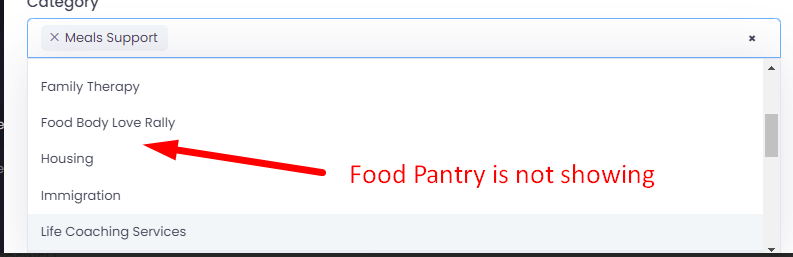 Category
× Meals Support
×
Family Therapy
Food Body Love Rally
Housing
Food Pantry is not showing
Immigration
Life Coaching Services